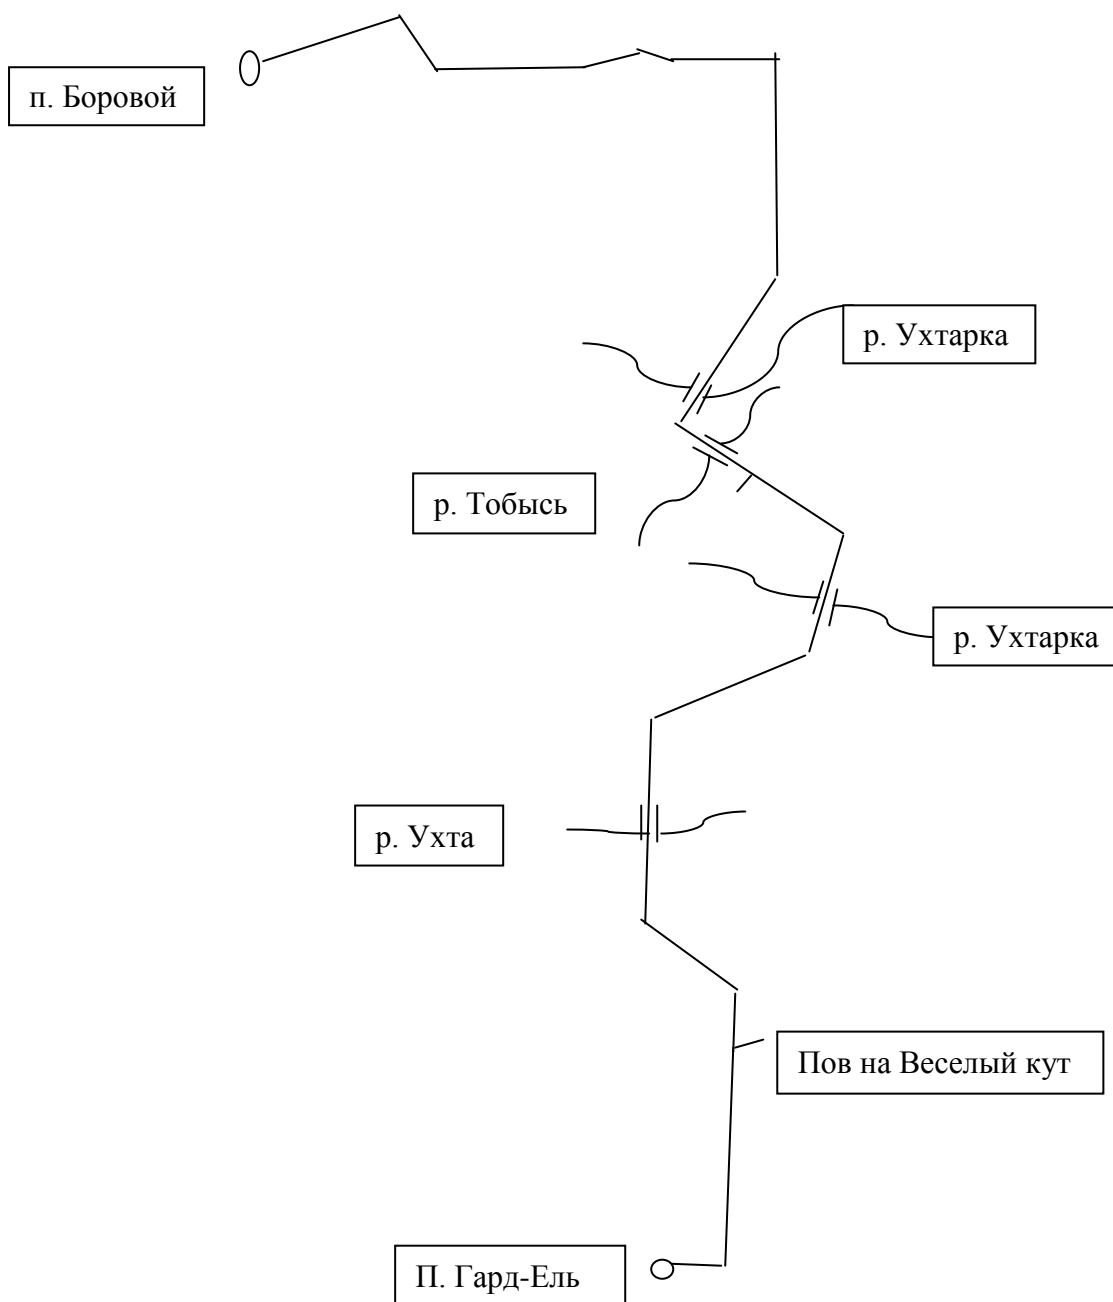 п. Боровой
р. Ухтарка
р. Тобысь
р. Ухтарка
р. Ухта
Пов на Веселый кут
П. Гард-Ель